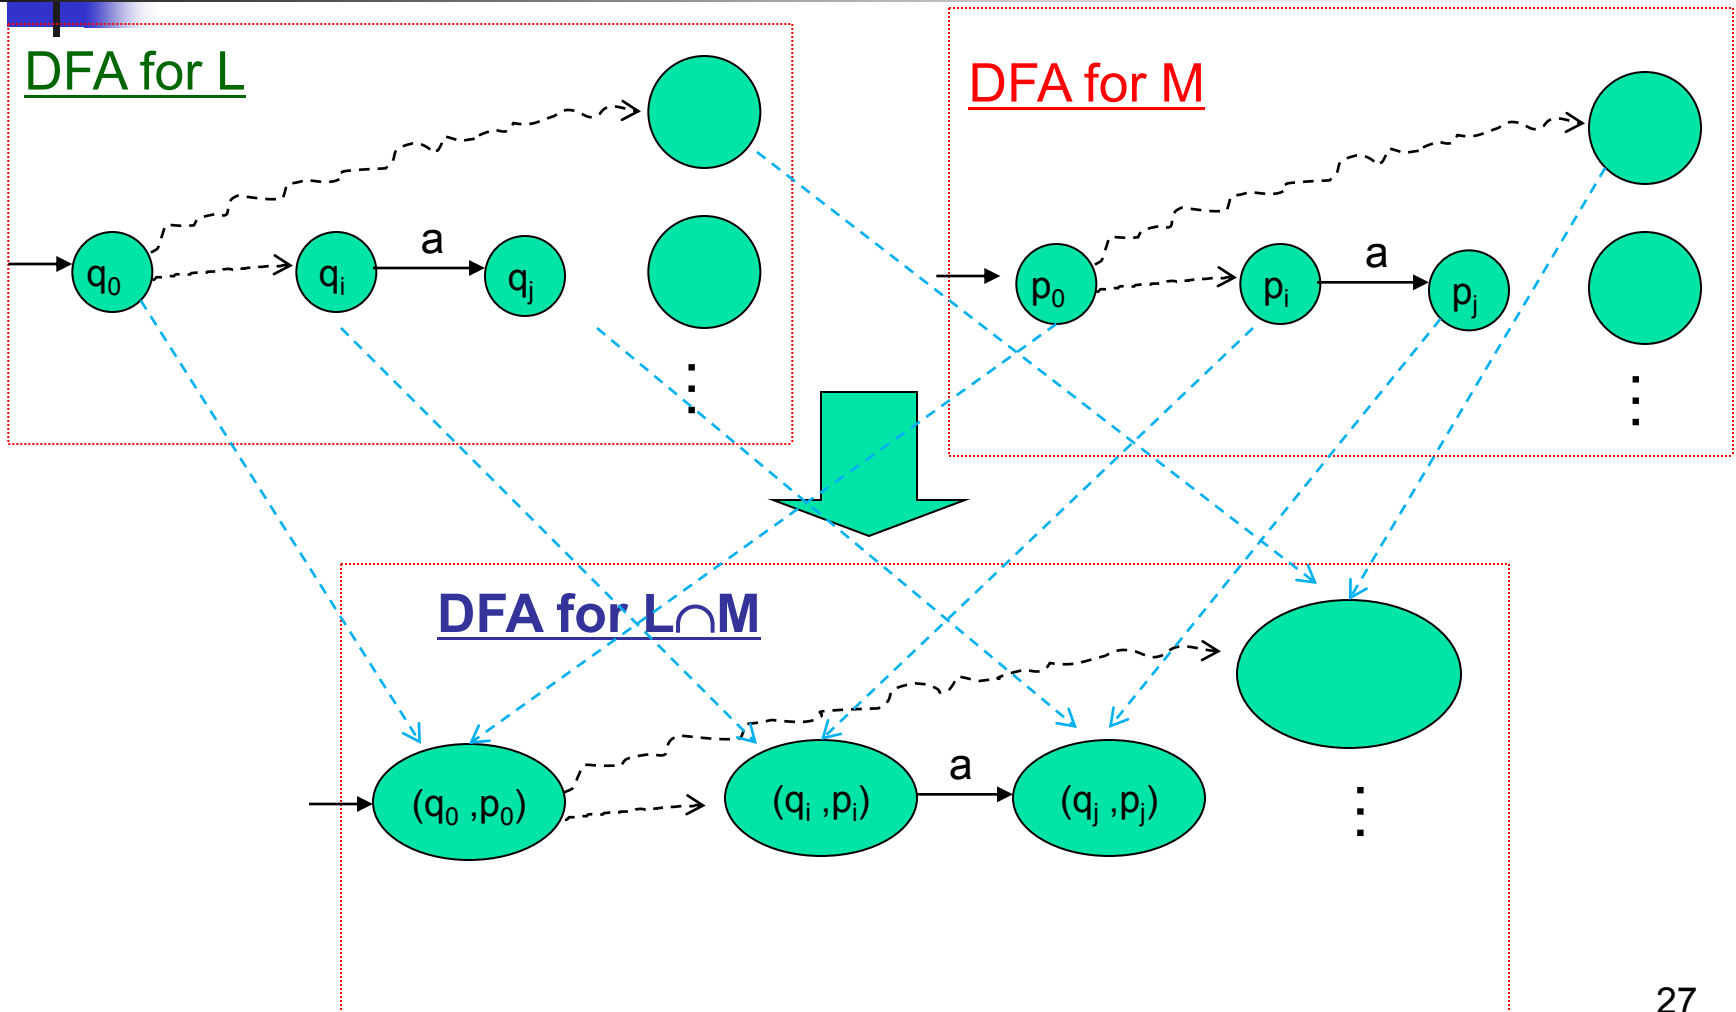 DFA for L
q0
qi
a
qj
⋮
DFA for M
p0
pi
a
pj
⋮
DFA for L∩M
(q0 ,p0)
(qi ,pi)
a
(qj ,pj)
⋮
27